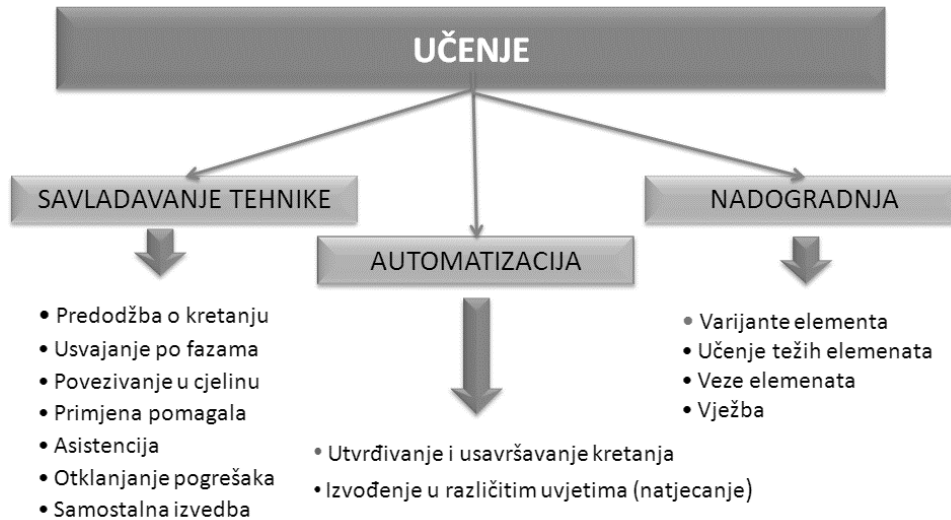 UČENJE
SAVLADAVANJE TEHNIKE
• Predodžba o kretanju
• Usvajanje po fazama
• Povezivanje u cjelinu
• Primjena pomagala
• Asistencija
• Otklanjanje pogrešaka
• Samostalna izvedba
AUTOMATIZACIJA
• Utvrđivanje i usavršavanje kretanja
• Izvođenje u različitim uvjetima (natjecanje)
NADOGRADNJA
• Varijante elementa
• Učenje težih elemenata
• Veze elemenata
• Vježba